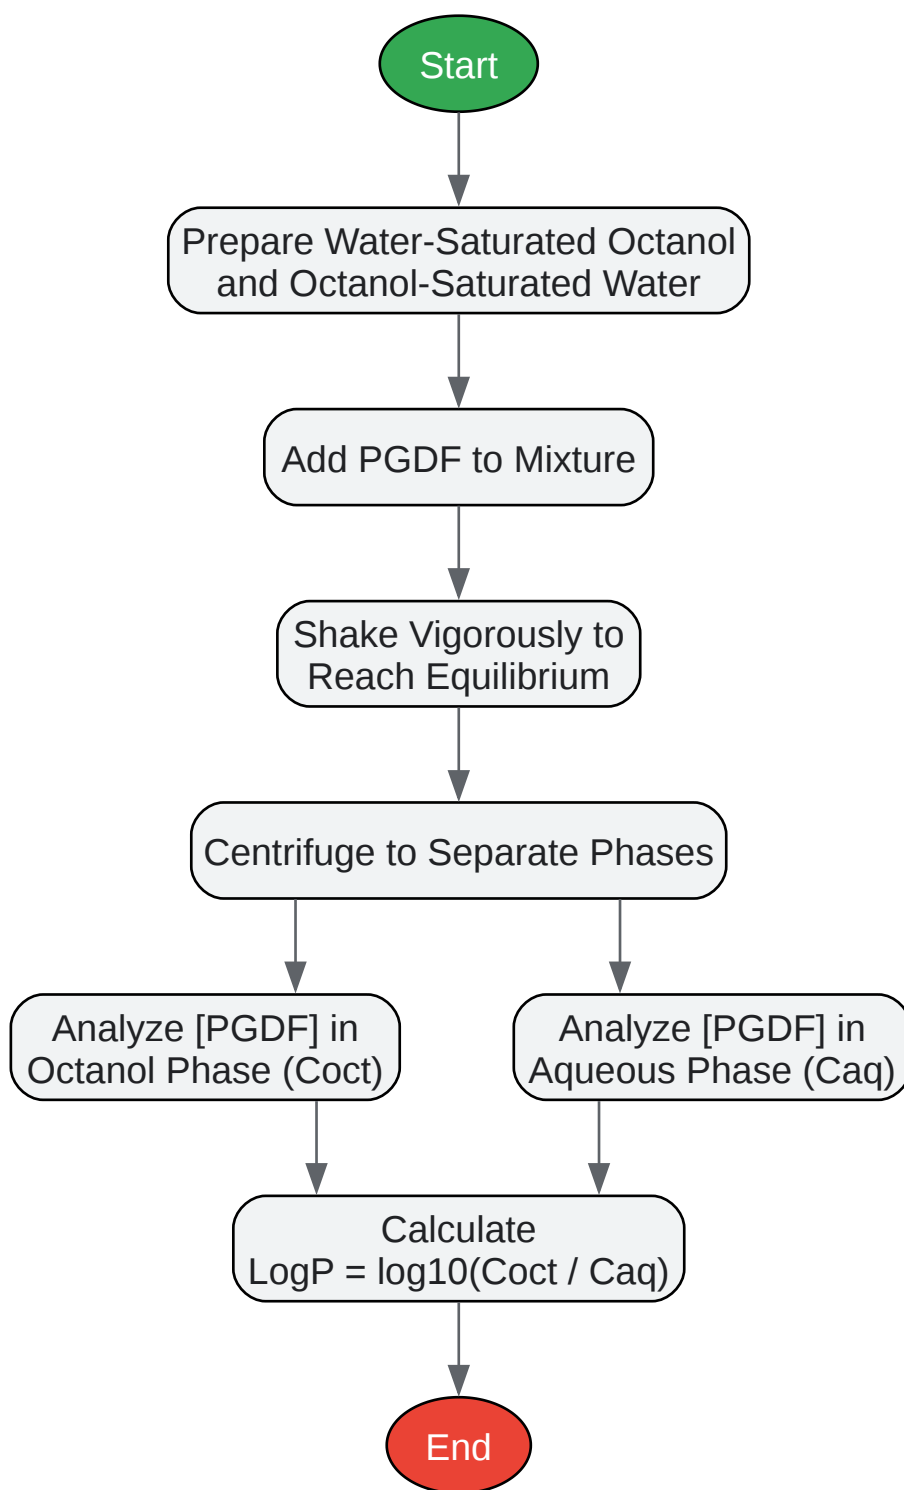 Start
Prepare Water-Saturated Octanol
and Octanol-Saturated Water
Add PGDF to Mixture
Shake Vigorously to
Reach Equilibrium
Centrifuge to Separate Phases
Analyze [PGDF] in
Octanol Phase (Coct)
Analyze [PGDF] in
Aqueous Phase (Caq)
Calculate
LogP = log10(Coct / Caq)
End